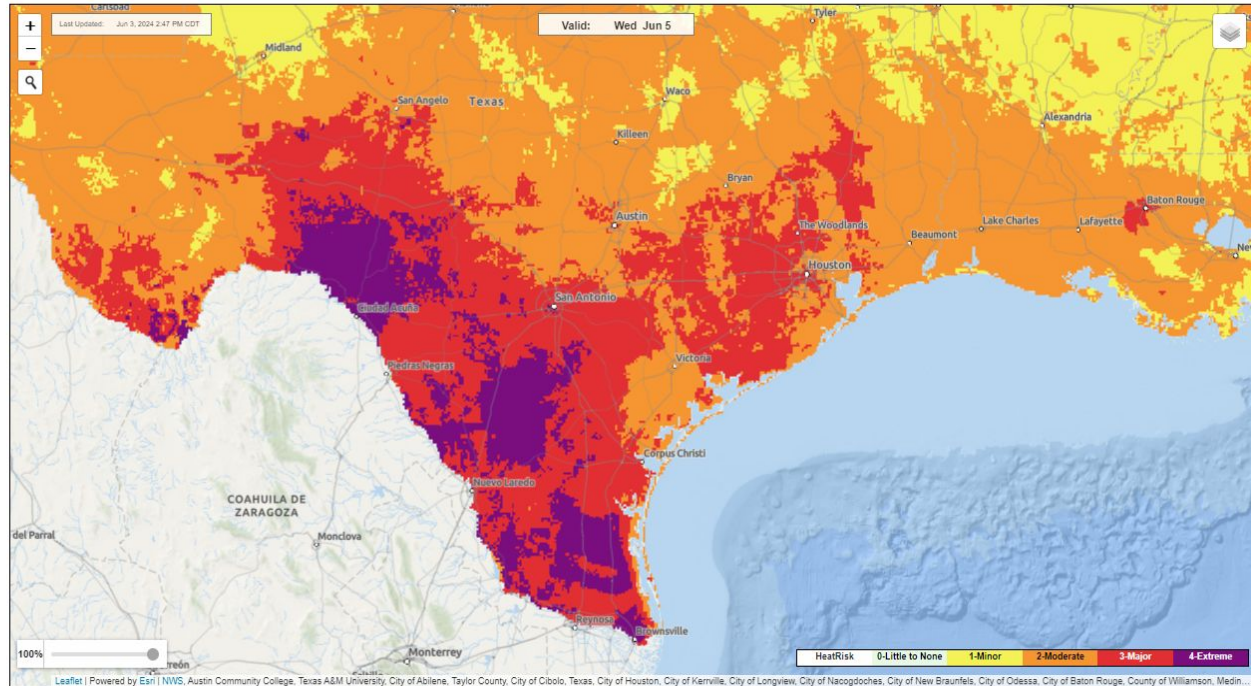 Carlsbad
+
−
Last Updated: Jun 3, 2024 2:47 PM CDT
Valid: Wed Jun 5
Tyler
Midland
San Angelo
Texas
Waco
Alexandria
Killeen
Bryan
Austin
Baton Rouge
The Woodlands
Lake Charles
Lafayette
Beaumont
New
Houston
San Antonio
Ciudad Acuña
Victoria
Piedras Negras
Corpus Christi
Nuevo Laredo
COAHUILA DE
ZARAGOZA
del Parral
Monclova
Reynosa
Brownsville
Monterrey
100%
HeatRisk 0-Little to None 1-Minor 2-Moderate 3-Major 4-Extreme
Leaflet | Powered by Esri | NWS, Austin Community College, Texas A&M University, City of Abilene, Taylor County, City of Cibolo, Texas, City of Houston, City of Kerrville, City of Longview, City of Nacogdoches, City of New Braunfels, City of Odessa, City of Baton Rouge, County of Williamson, Medin...